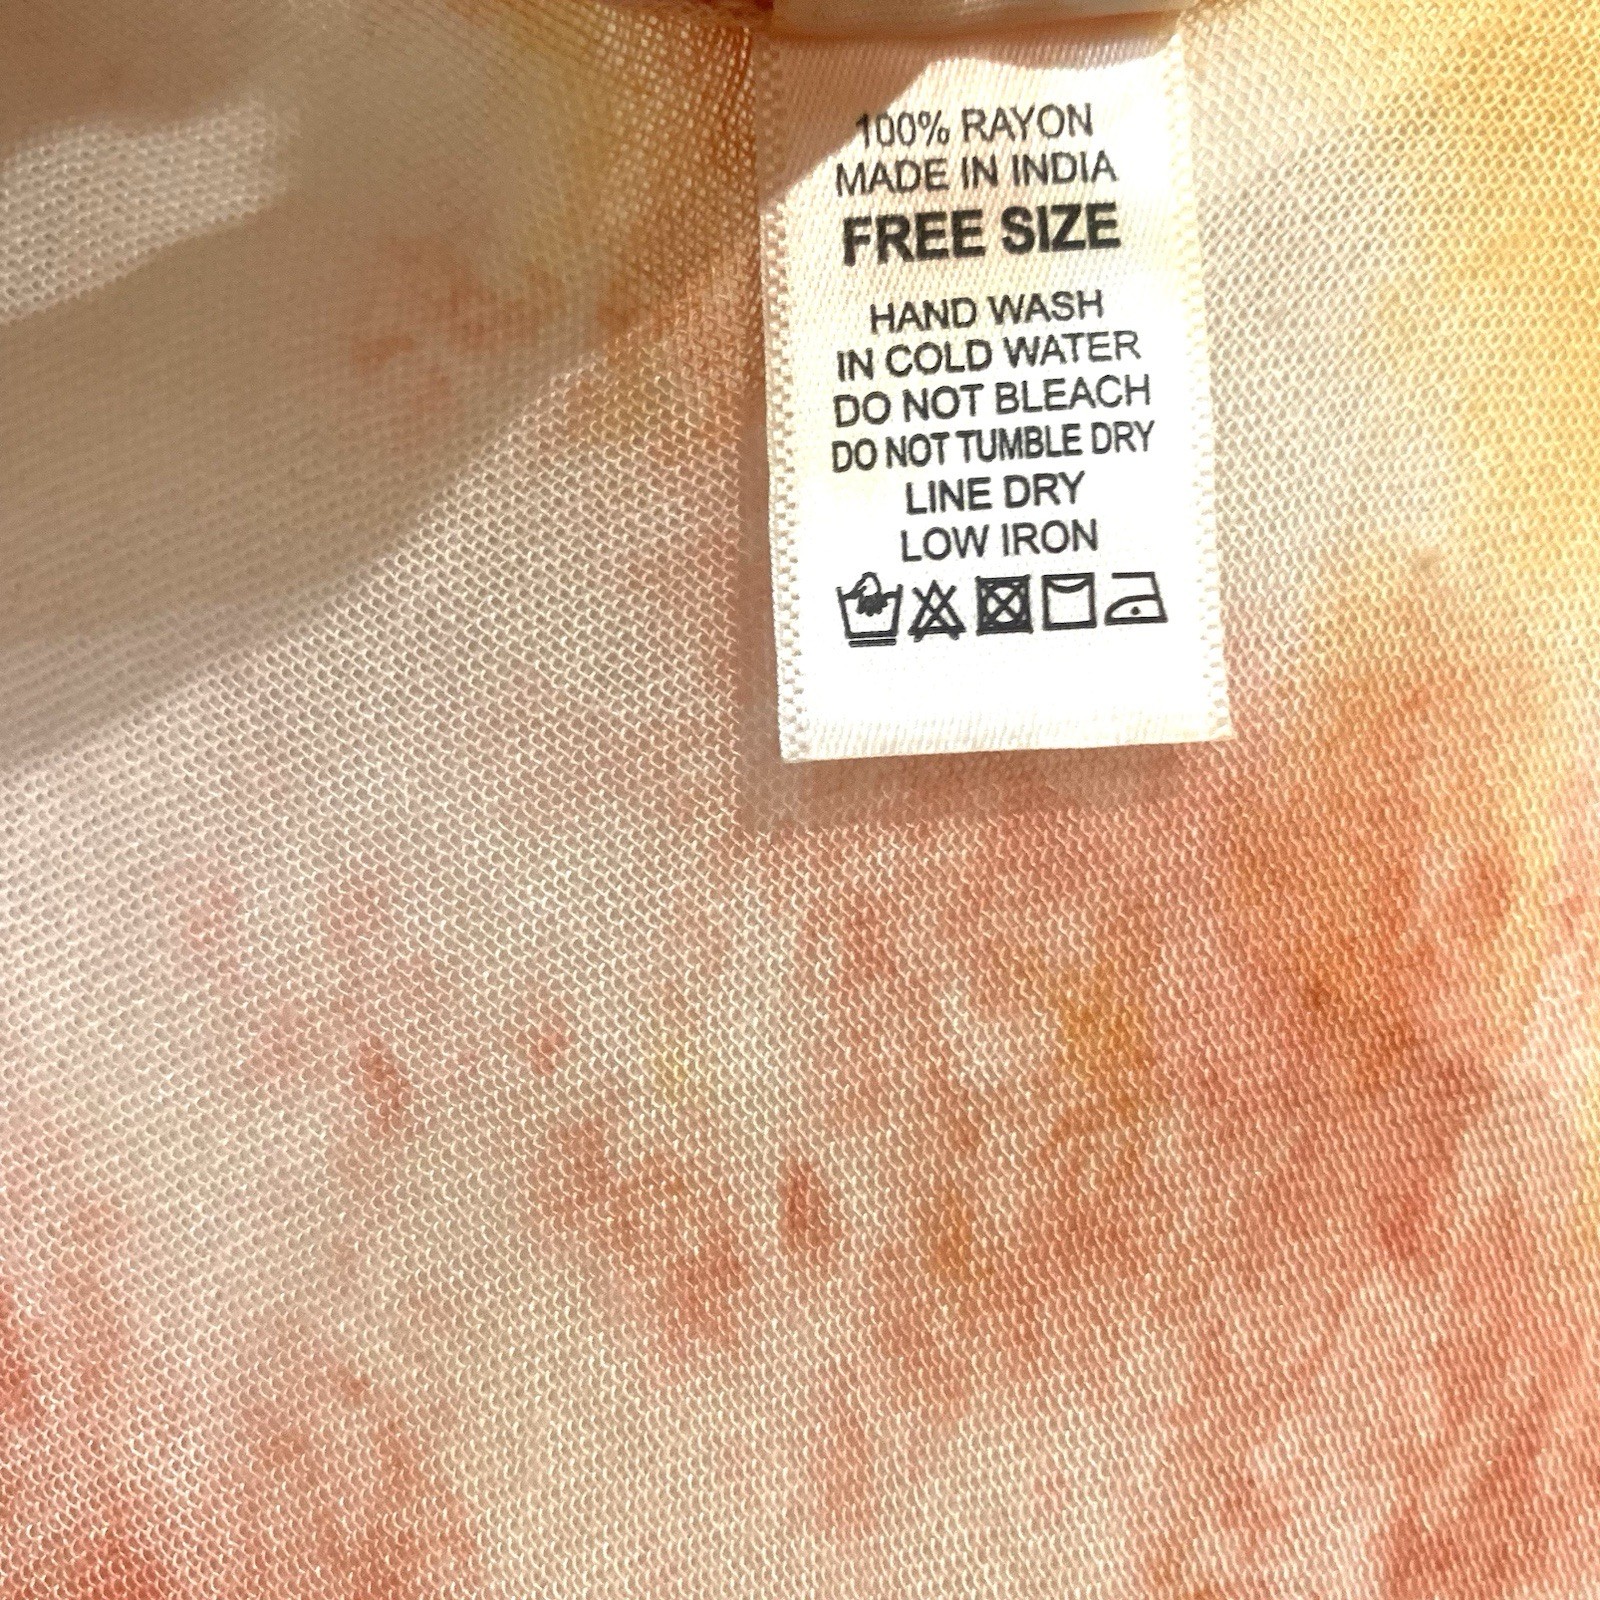 100% RAYON
MADE IN INDIA
FREE SIZE
HAND WASH
IN COLD WATER
DO NOT BLEACH
DO NOT TUMBLE DRY
LINE DRY
LOW IRON